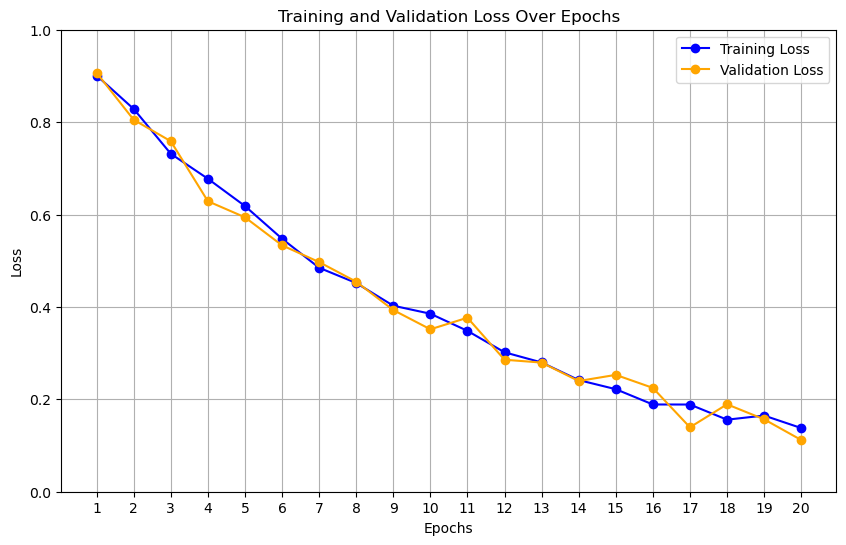 Training and Validation Loss Over Epochs
1.0
Training Loss
Validation Loss
0.8
0.6
Loss
0.4
0.2
0.0
1 2 3 4 5 6 7 8 9 10 11 12 13 14 15 16 17 18 19 20
Epochs